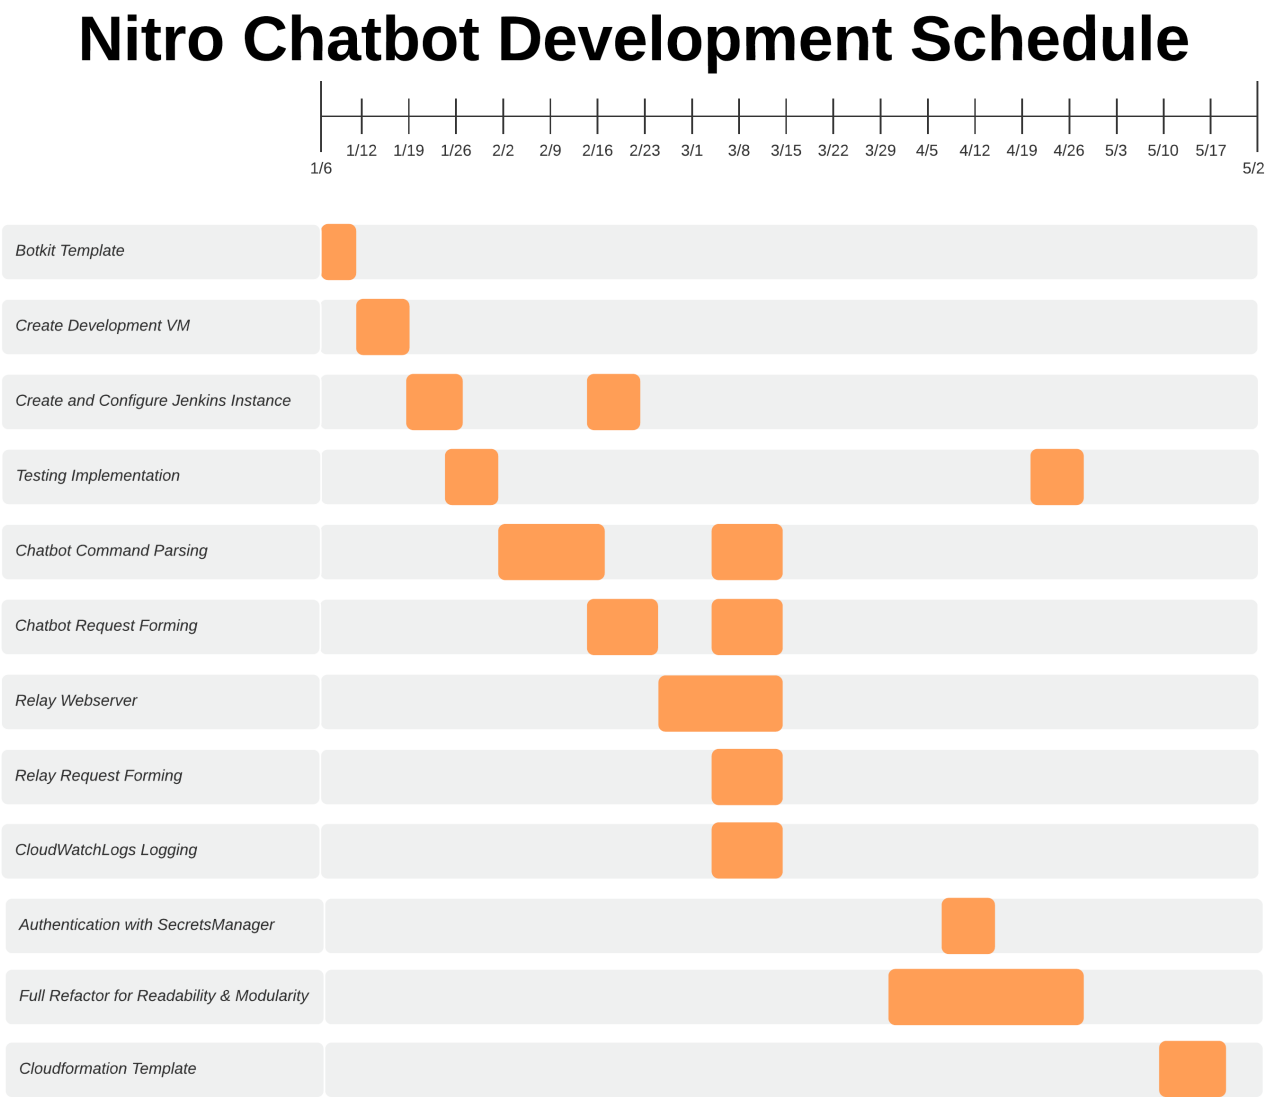 Nitro Chatbot Development Schedule
1/12 1/19 1/26 2/2 2/9 2/16 2/23 3/1 3/8 3/15 3/22 3/29 4/5 4/12 4/19 4/26 5/3 5/10 5/17
1/6 5/2
Botkit Template
Create Development VM
Create and Configure Jenkins Instance
Testing Implementation
Chatbot Command Parsing
Chatbot Request Forming
Relay Webserver
Relay Request Forming
CloudWatchLogs Logging
Authentication with SecretsManager
Full Refactor for Readability & Modularity
Cloudformation Template